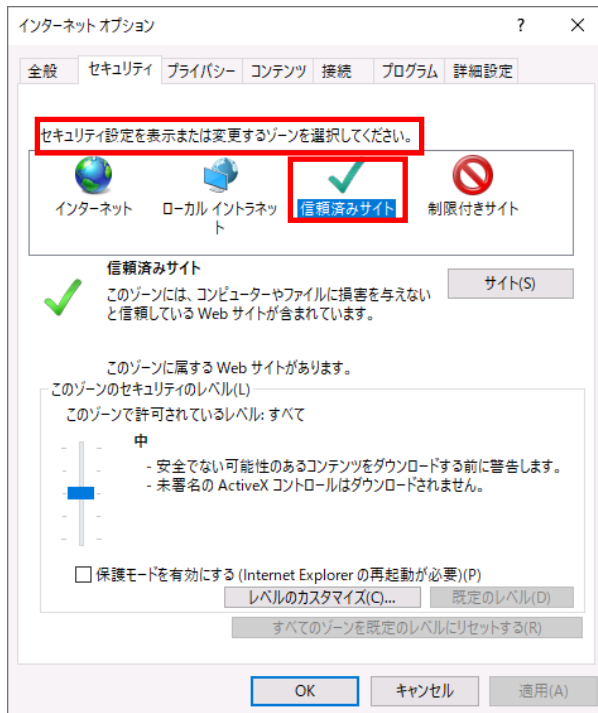 インターネット オプション ? ×
全般 セキュリティ プライバシー コンテンツ 接続 プログラム 詳細設定
セキュリティ設定を表示または変更するゾーンを選択してください。
インターネット ローカル イントラネッ 信頼済みサイト 制限付きサイト
ト
信頼済みサイト
サイト(S)
このゾーンには、コンピューターやファイルに損害を与えない
と信頼している Web サイトが含まれています。
このゾーンに属する Web サイトがあります。
このゾーンのセキュリティのレベル(L)
このゾーンで許可されているレベル: すべて
中
- 安全でない可能性のあるコンテンツをダウンロードする前に警告します。
- 未署名の ActiveX コントロールはダウンロードされません。
保護モードを有効にする (Internet Explorer の再起動が必要)(P)
レベルのカスタマイズ(C)... 既定のレベル(D)
すべてのゾーンを既定のレベルにリセットする(R)
OK キャンセル 適用(A)